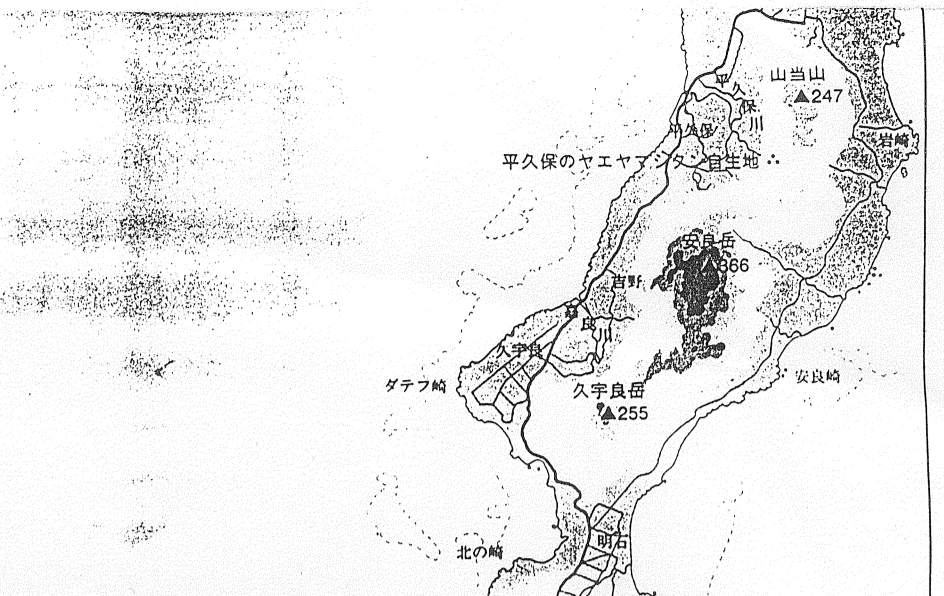 山当山
▲247
平久保川
平久保
岩崎
平久保のヤエヤマシタン自生地
安良岳
366
吉野
良川
久宇良
ダテフ崎
安良崎
久宇良岳
▲255
明石
北の崎